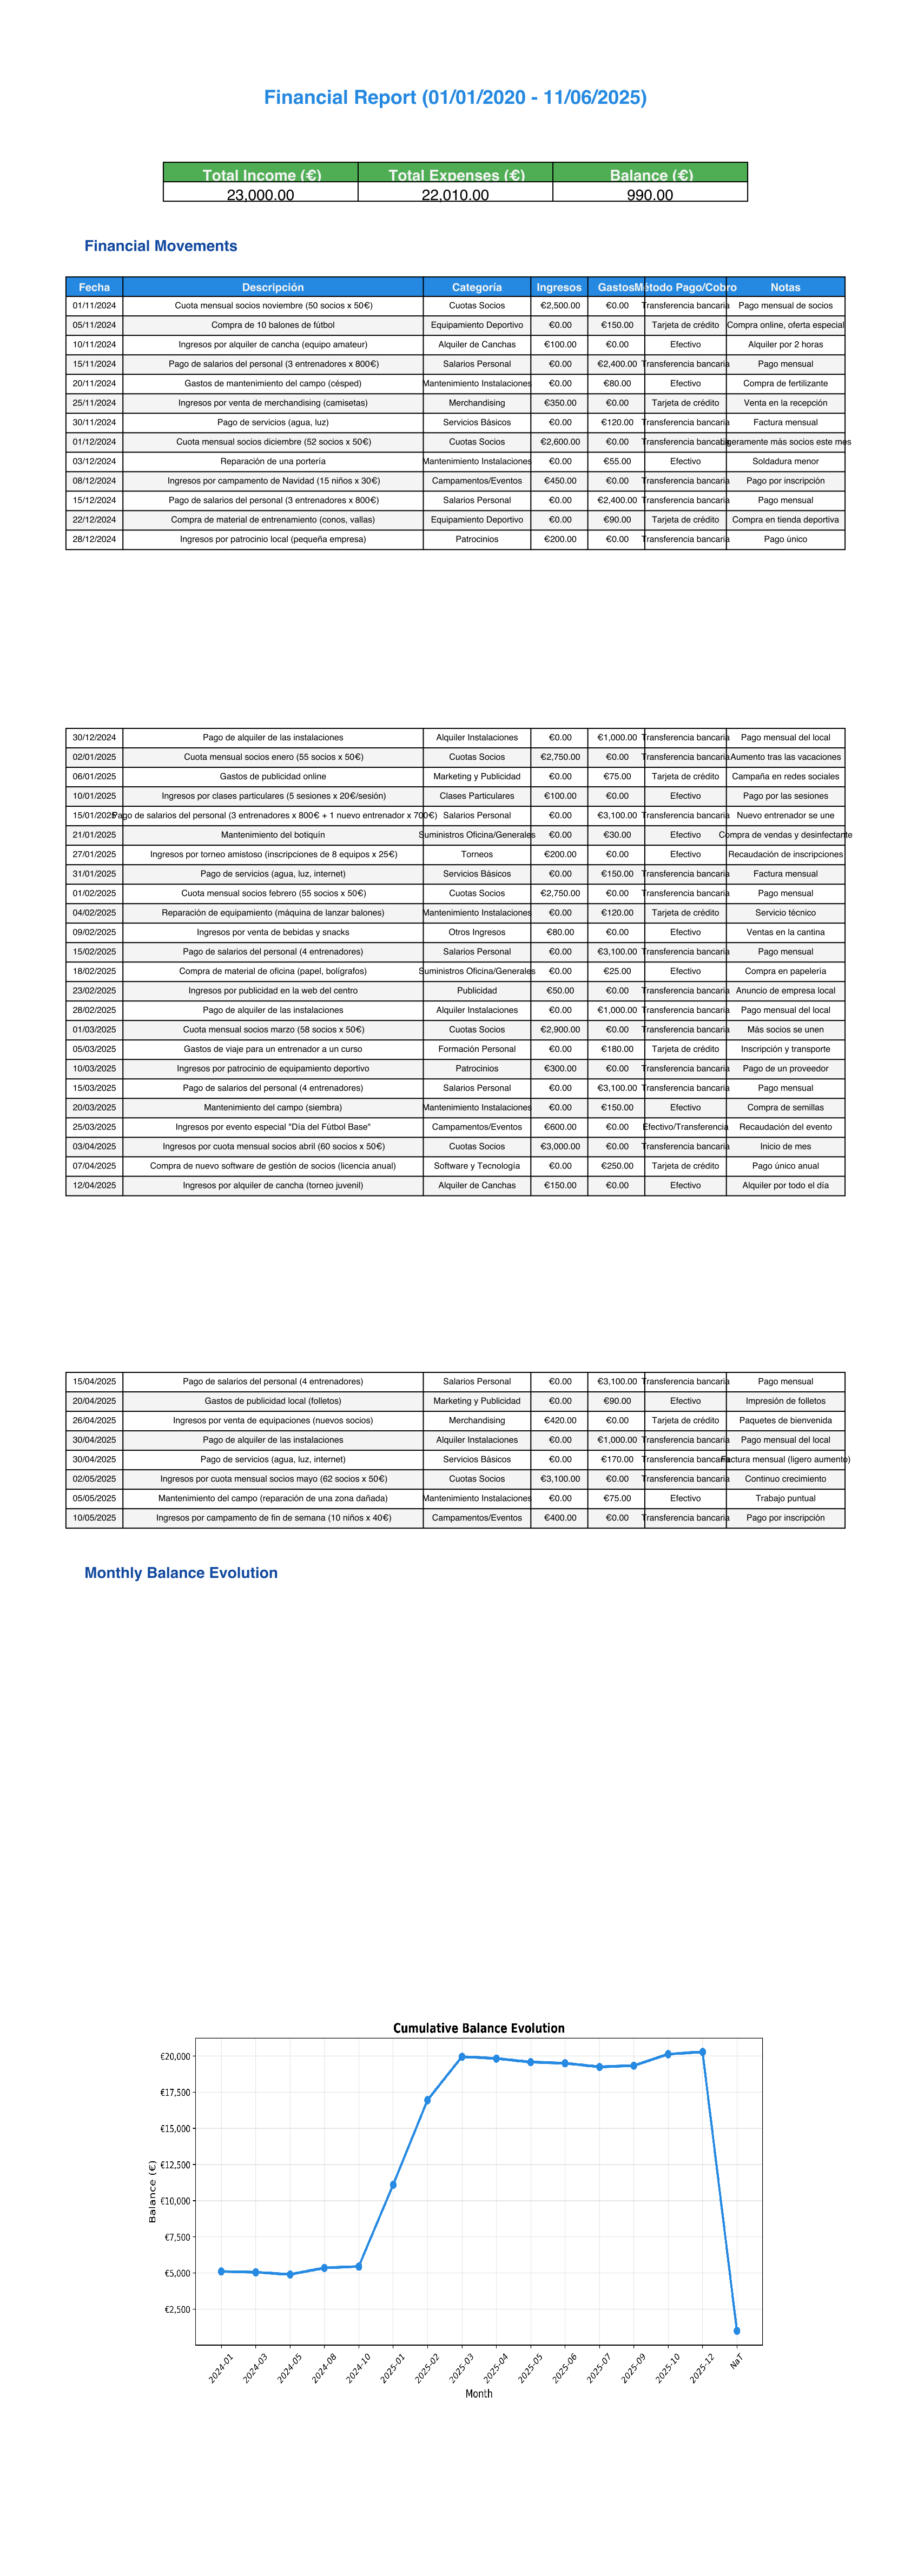 Financial Report (01/01/2020 - 11/06/2025)
Total Income (€) Total Expenses (€) Balance (€)
23,000.00 22,010.00 990.00
Financial Movements
Fecha Descripción Categoría Ingresos Gastos Método Pago/Cobro Notas
01/11/2024 Cuota mensual socios noviembre (50 socios x 50€) Cuotas Socios €2,500.00 €0.00 Transferencia bancaria Pago mensual de socios
05/11/2024 Compra de 10 balones de fútbol Equipamiento Deportivo €0.00 €150.00 Tarjeta de crédito Compra online, oferta especial
10/11/2024 Ingresos por alquiler de cancha (equipo amateur) Alquiler de Canchas €100.00 €0.00 Efectivo Alquiler por 2 horas
15/11/2024 Pago de salarios del personal (3 entrenadores x 800€) Salarios Personal €0.00 €2,400.00 Transferencia bancaria Pago mensual
20/11/2024 Gastos de mantenimiento del campo (césped) Mantenimiento Instalaciones €0.00 €80.00 Efectivo Compra de fertilizante
25/11/2024 Ingresos por venta de merchandising (camisetas) Merchandising €350.00 €0.00 Tarjeta de crédito Venta en la recepción
30/11/2024 Pago de servicios (agua, luz) Servicios Básicos €0.00 €120.00 Transferencia bancaria Factura mensual
01/12/2024 Cuota mensual socios diciembre (52 socios x 50€) Cuotas Socios €2,600.00 €0.00 Transferencia bancaria Ligeramente más socios este mes
03/12/2024 Reparación de una portería Mantenimiento Instalaciones €0.00 €55.00 Efectivo Soldadura menor
08/12/2024 Ingresos por campamento de Navidad (15 niños x 30€) Campamentos/Eventos €450.00 €0.00 Transferencia bancaria Pago por inscripción
15/12/2024 Pago de salarios del personal (3 entrenadores x 800€) Salarios Personal €0.00 €2,400.00 Transferencia bancaria Pago mensual
22/12/2024 Compra de material de entrenamiento (conos, vallas) Equipamiento Deportivo €0.00 €90.00 Tarjeta de crédito Compra en tienda deportiva
28/12/2024 Ingresos por patrocinio local (pequeña empresa) Patrocinios €200.00 €0.00 Transferencia bancaria Pago único
30/12/2024 Pago de alquiler de las instalaciones Alquiler Instalaciones €0.00 €1,000.00 Transferencia bancaria Pago mensual del local
02/01/2025 Cuota mensual socios enero (55 socios x 50€) Cuotas Socios €2,750.00 €0.00 Transferencia bancaria Aumento tras las vacaciones
06/01/2025 Gastos de publicidad online Marketing y Publicidad €0.00 €75.00 Tarjeta de crédito Campaña en redes sociales
10/01/2025 Ingresos por clases particulares (5 sesiones x 20€/sesión) Clases Particulares €100.00 €0.00 Efectivo Pago por las sesiones
15/01/2025 Pago de salarios del personal (3 entrenadores x 800€ + 1 nuevo entrenador x 700€) Salarios Personal €0.00 €3,100.00 Transferencia bancaria Nuevo entrenador se une
21/01/2025 Mantenimiento del botiquín Suministros Oficina/Generales €0.00 €30.00 Efectivo Compra de vendas y desinfectante
27/01/2025 Ingresos por torneo amistoso (inscripciones de 8 equipos x 25€) Torneos €200.00 €0.00 Efectivo Recaudación de inscripciones
31/01/2025 Pago de servicios (agua, luz, internet) Servicios Básicos €0.00 €150.00 Transferencia bancaria Factura mensual
01/02/2025 Cuota mensual socios febrero (55 socios x 50€) Cuotas Socios €2,750.00 €0.00 Transferencia bancaria Pago mensual
04/02/2025 Reparación de equipamiento (máquina de lanzar balones) Mantenimiento Instalaciones €0.00 €120.00 Tarjeta de crédito Servicio técnico
09/02/2025 Ingresos por venta de bebidas y snacks Otros Ingresos €80.00 €0.00 Efectivo Ventas en la cantina
15/02/2025 Pago de salarios del personal (4 entrenadores) Salarios Personal €0.00 €3,100.00 Transferencia bancaria Pago mensual
18/02/2025 Compra de material de oficina (papel, bolígrafos) Suministros Oficina/Generales €0.00 €25.00 Efectivo Compra en papelería
23/02/2025 Ingresos por publicidad en la web del centro Publicidad €50.00 €0.00 Transferencia bancaria Anuncio de empresa local
28/02/2025 Pago de alquiler de las instalaciones Alquiler Instalaciones €0.00 €1,000.00 Transferencia bancaria Pago mensual del local
01/03/2025 Cuota mensual socios marzo (58 socios x 50€) Cuotas Socios €2,900.00 €0.00 Transferencia bancaria Más socios se unen
05/03/2025 Gastos de viaje para un entrenador a un curso Formación Personal €0.00 €180.00 Tarjeta de crédito Inscripción y transporte
10/03/2025 Ingresos por patrocinio de equipamiento deportivo Patrocinios €300.00 €0.00 Transferencia bancaria Pago de un proveedor
15/03/2025 Pago de salarios del personal (4 entrenadores) Salarios Personal €0.00 €3,100.00 Transferencia bancaria Pago mensual
20/03/2025 Mantenimiento del campo (siembra) Mantenimiento Instalaciones €0.00 €150.00 Efectivo Compra de semillas
25/03/2025 Ingresos por evento especial "Día del Fútbol Base" Campamentos/Eventos €600.00 €0.00 Efectivo/Transferencia Recaudación del evento
03/04/2025 Ingresos por cuota mensual socios abril (60 socios x 50€) Cuotas Socios €3,000.00 €0.00 Transferencia bancaria Inicio de mes
07/04/2025 Compra de nuevo software de gestión de socios (licencia anual) Software y Tecnología €0.00 €250.00 Tarjeta de crédito Pago único anual
12/04/2025 Ingresos por alquiler de cancha (torneo juvenil) Alquiler de Canchas €150.00 €0.00 Efectivo Alquiler por todo el día
15/04/2025 Pago de salarios del personal (4 entrenadores) Salarios Personal €0.00 €3,100.00 Transferencia bancaria Pago mensual
20/04/2025 Gastos de publicidad local (folletos) Marketing y Publicidad €0.00 €90.00 Efectivo Impresión de folletos
26/04/2025 Ingresos por venta de equipaciones (nuevos socios) Merchandising €420.00 €0.00 Tarjeta de crédito Paquetes de bienvenida
30/04/2025 Pago de alquiler de las instalaciones Alquiler Instalaciones €0.00 €1,000.00 Transferencia bancaria Pago mensual del local
30/04/2025 Pago de servicios (agua, luz, internet) Servicios Básicos €0.00 €170.00 Transferencia bancaria Factura mensual (ligero aumento)
02/05/2025 Ingresos por cuota mensual socios mayo (62 socios x 50€) Cuotas Socios €3,100.00 €0.00 Transferencia bancaria Continuo crecimiento
05/05/2025 Mantenimiento del campo (reparación de una zona dañada) Mantenimiento Instalaciones €0.00 €75.00 Efectivo Trabajo puntual
10/05/2025 Ingresos por campamento de fin de semana (10 niños x 40€) Campamentos/Eventos €400.00 €0.00 Transferencia bancaria Pago por inscripción
Monthly Balance Evolution
Cumulative Balance Evolution
€20,000
€17,500
€15,000
€12,500
€10,000
€7,500
€5,000
€2,500
Balance (€)
2024-01 2024-03 2024-05 2024-08 2024-10 2025-01 2025-02 2025-03 2025-04 2025-05 2025-06 2025-07 2025-09 2025-10 2025-12 NaT
Month